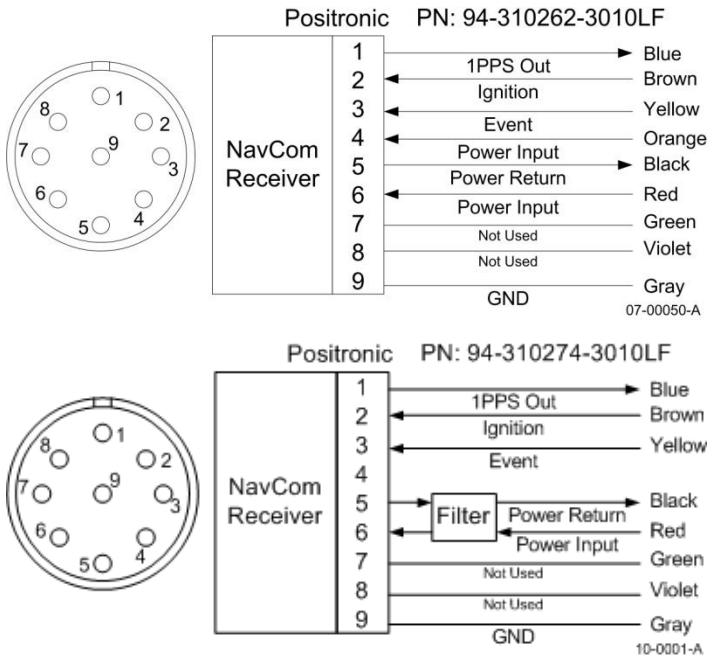 Positronic PN: 94-310262-3010LF
1
2
3
4
5
6
7
8
9
NavCom
Receiver
1
2
3
4
5
6
7
8
9
1PPS Out
Ignition
Event
Power Input
Power Return
Power Input
Not Used
Not Used
GND
Blue
Brown
Yellow
Orange
Black
Red
Green
Violet
Gray
07-00050-A
Positronic PN: 94-310274-3010LF
1
2
3
4
5
6
7
8
9
NavCom
Receiver
1
2
3
4
5
6
7
8
9
1PPS Out
Ignition
Event
Filter
Power Return
Power Input
Not Used
Not Used
GND
Blue
Brown
Yellow
Black
Red
Green
Violet
Gray
10-0001-A